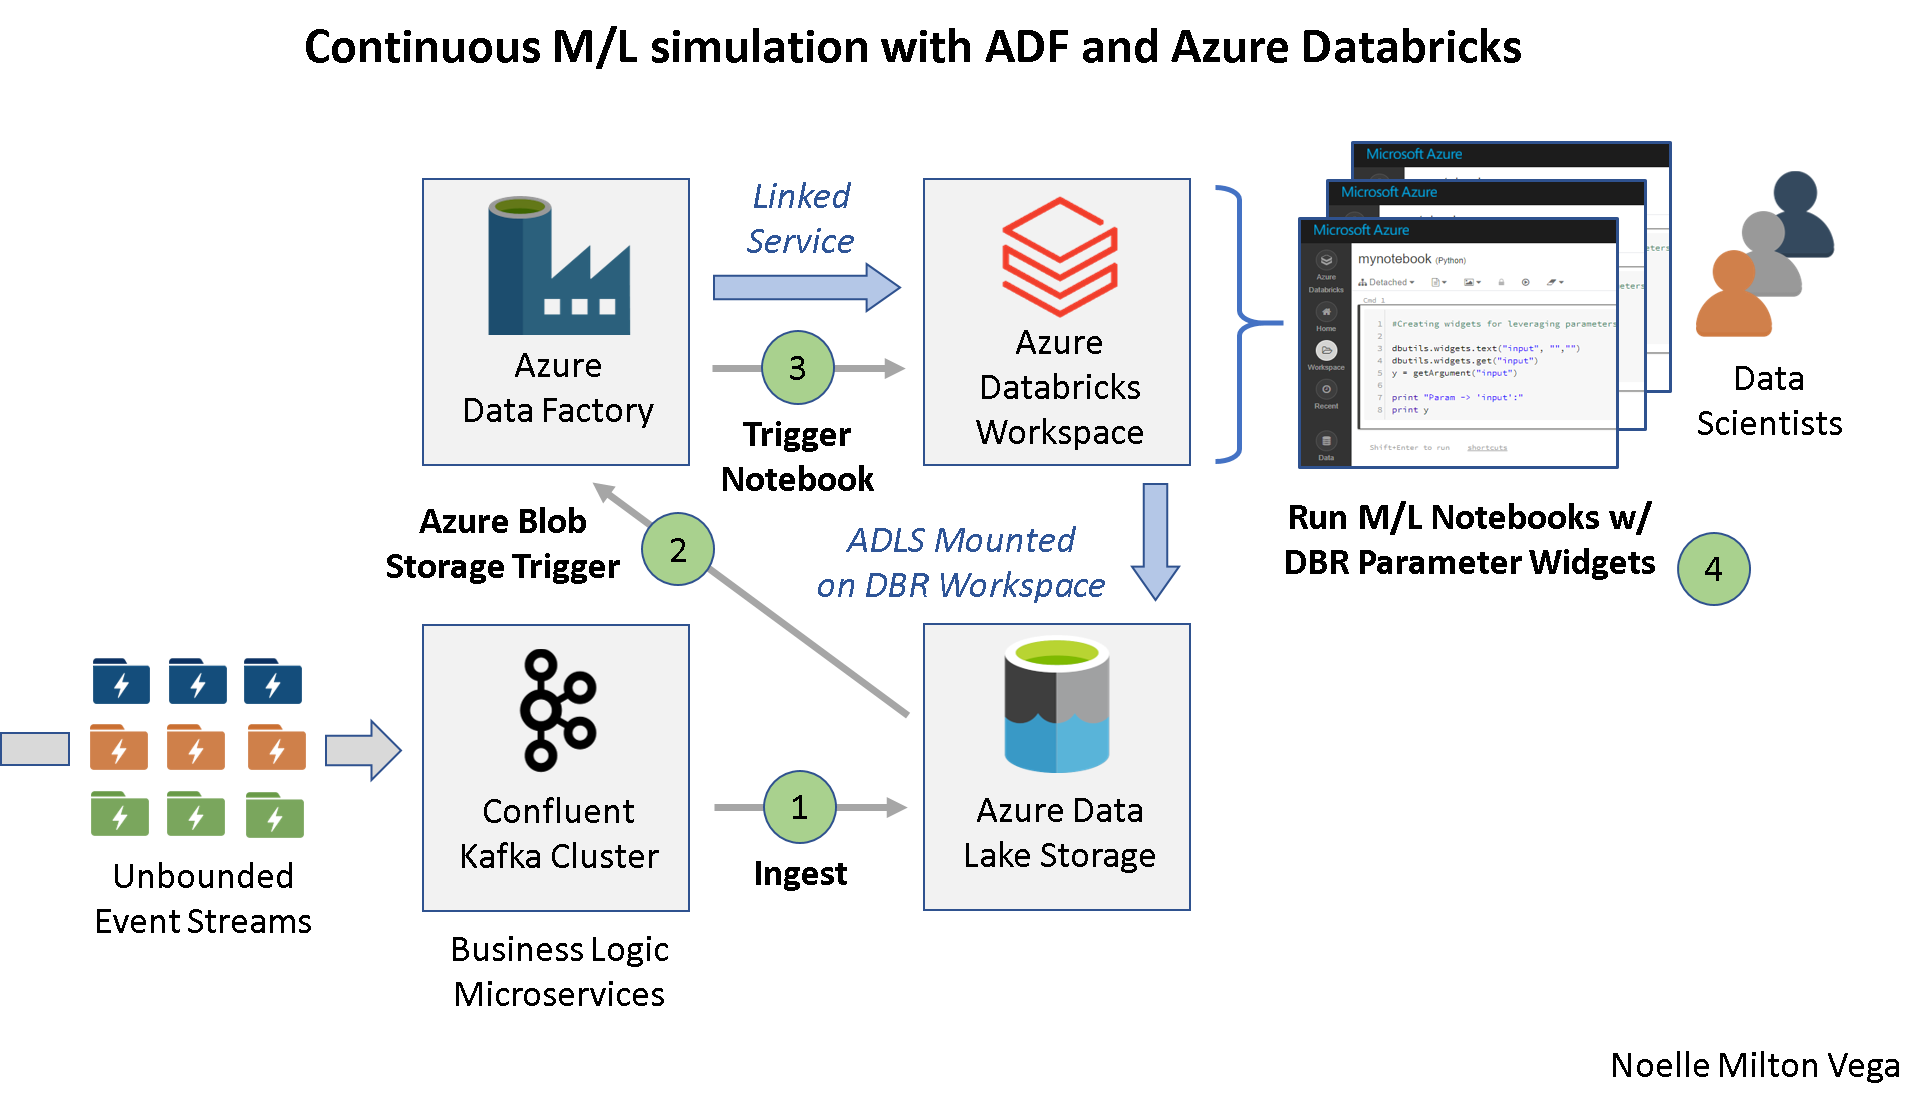 Continuous M/L simulation with ADF and Azure Databricks
Linked
Service
Azure
Data Factory
3
Trigger
Notebook
Azure
Databricks
Workspace
Microsoft Azure
Microsoft Azure
Microsoft Azure
mynotebook (Python)
Detached
Azure
Databricks
Home
Workspace
Recent
Data
Cmd 1
1 #Creating widgets for leveraging parameters
2
3 dbutils.widgets.text("input", "","")
4 dbutils.widgets.get("input")
5 y = getArgument("input")
6
7 print "Param -> 'input':"
8 print y
Shift+Enter to run shortcuts
Data
Scientists
Run M/L Notebooks w/
DBR Parameter Widgets
4
Azure Blob
Storage Trigger
2
ADLS Mounted
on DBR Workspace
Unbounded
Event Streams
Confluent
Kafka Cluster
Business Logic
Microservices
1
Ingest
Azure Data
Lake Storage
Noelle Milton Vega